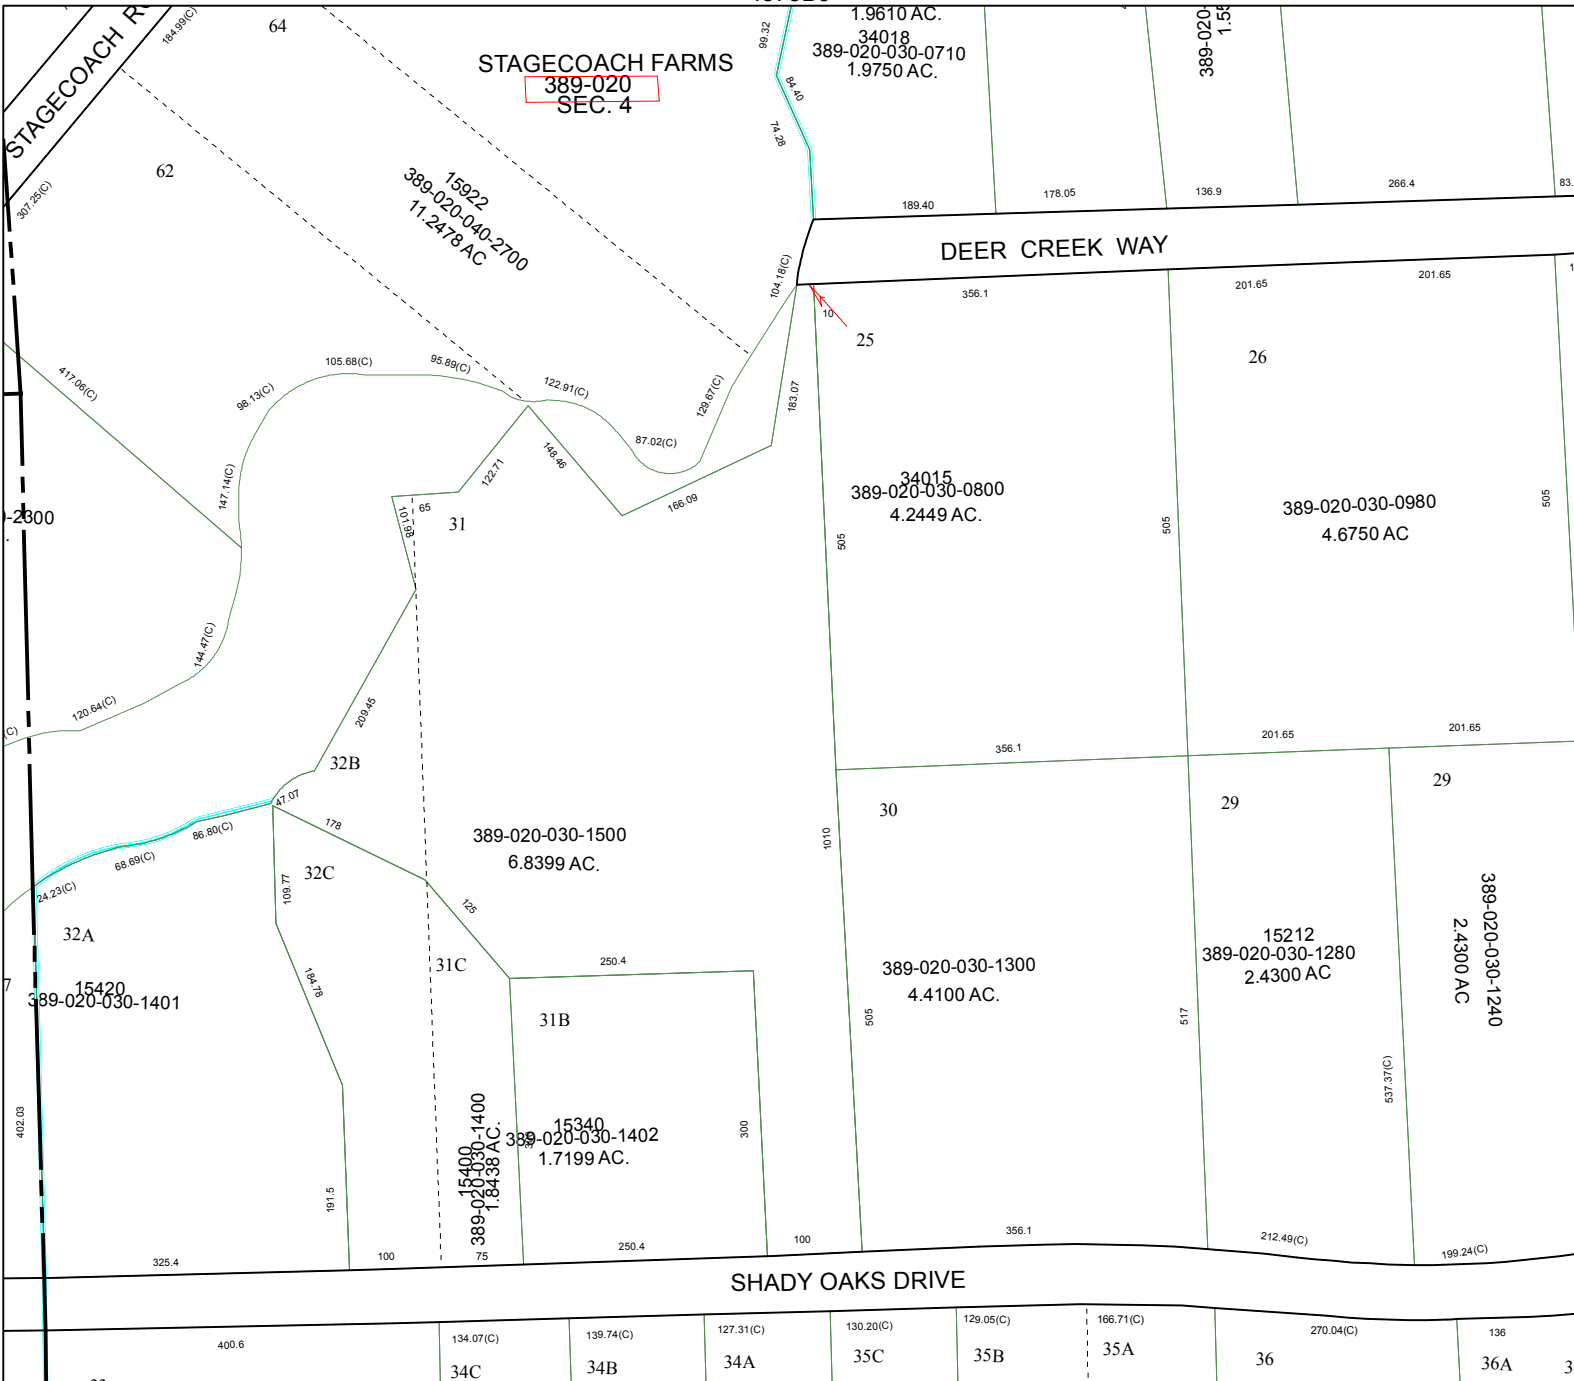 64
STAGECOACH
184.99(C)
STAGECOACH FARMS
389-020
SEC. 4
99.32
84.40
74.28
1.9610 AC.
34018
389-020-030-0710
1.9750 AC.
62
307.25(C)
15922
389-020-040-2700
11.2478 AC
189.40
178.05
136.9
266.4
83.
DEER CREEK WAY
104.18(C)
10
25
356.1
201.65
201.65
26
417.06(C)
98.13(C)
105.68(C)
95.89(C)
122.91(C)
87.02(C)
129.67(C)
183.07
147.14(C)
122.71
148.46
166.09
65
101.98
31
-2300
34015
389-020-030-0800
4.2449 AC.
505
505
505
389-020-030-0980
4.6750 AC
144.47(C)
120.64(C)
(C)
209.45
32B
356.1
201.65
201.65
47.07
178
86.80(C)
68.69(C)
24.23(C)
32C
109.77
32A
389-020-030-1500
6.8399 AC.
125
30
1010
29
29
15420
389-020-030-1401
7
184.78
31C
250.4
31B
389-020-030-1300
4.4100 AC.
505
517
15212
389-020-030-1280
2.4300 AC
389-020-030-1240
2.4300 AC
537.37(C)
402.03
191.5
15400
389-020-030-1400
1.8438 AC.
15340
389-020-030-1402
1.7199 AC.
300
325.4
100
75
250.4
100
356.1
212.49(C)
199.24(C)
SHADY OAKS DRIVE
400.6
134.07(C)
139.74(C)
127.31(C)
130.20(C)
129.05(C)
166.71(C)
270.04(C)
136
34C
34B
34A
35C
35B
35A
36
36A